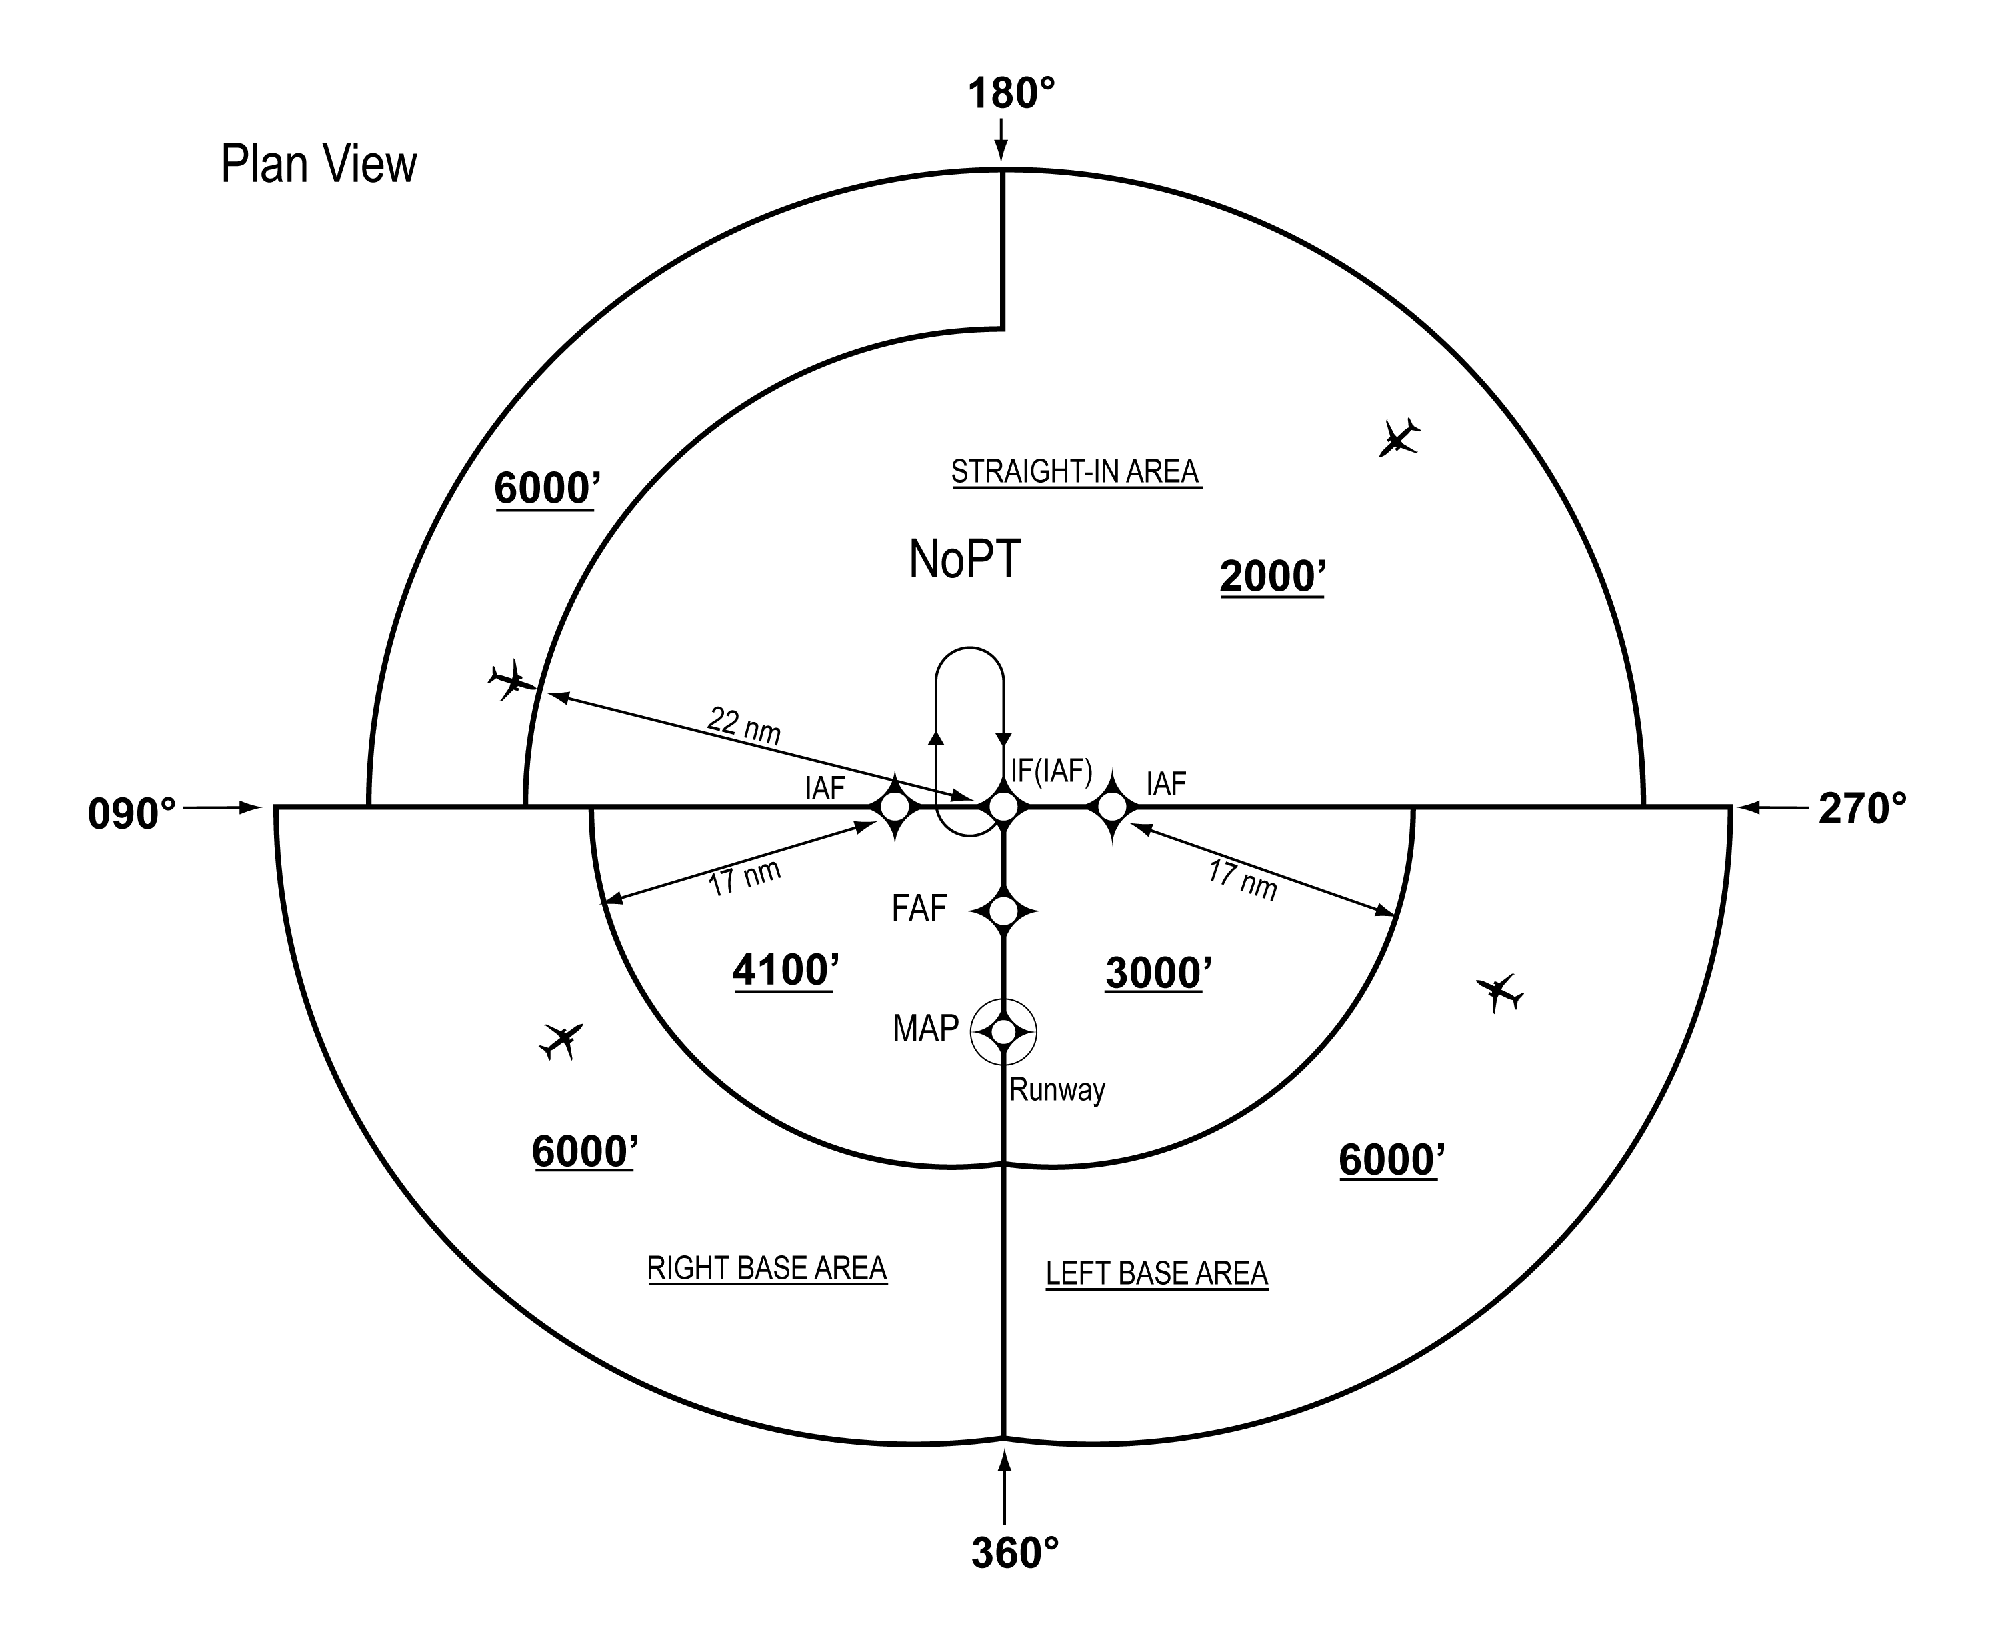 180°
Plan View
STRAIGHT-IN AREA
6000’
NoPT
2000’
22 nm
IF(IAF)
IAF
IAF
090°
270°
17 nm
17 nm
FAF
4100’
3000’
MAP
Runway
6000’
6000’
RIGHT BASE AREA
LEFT BASE AREA
360°